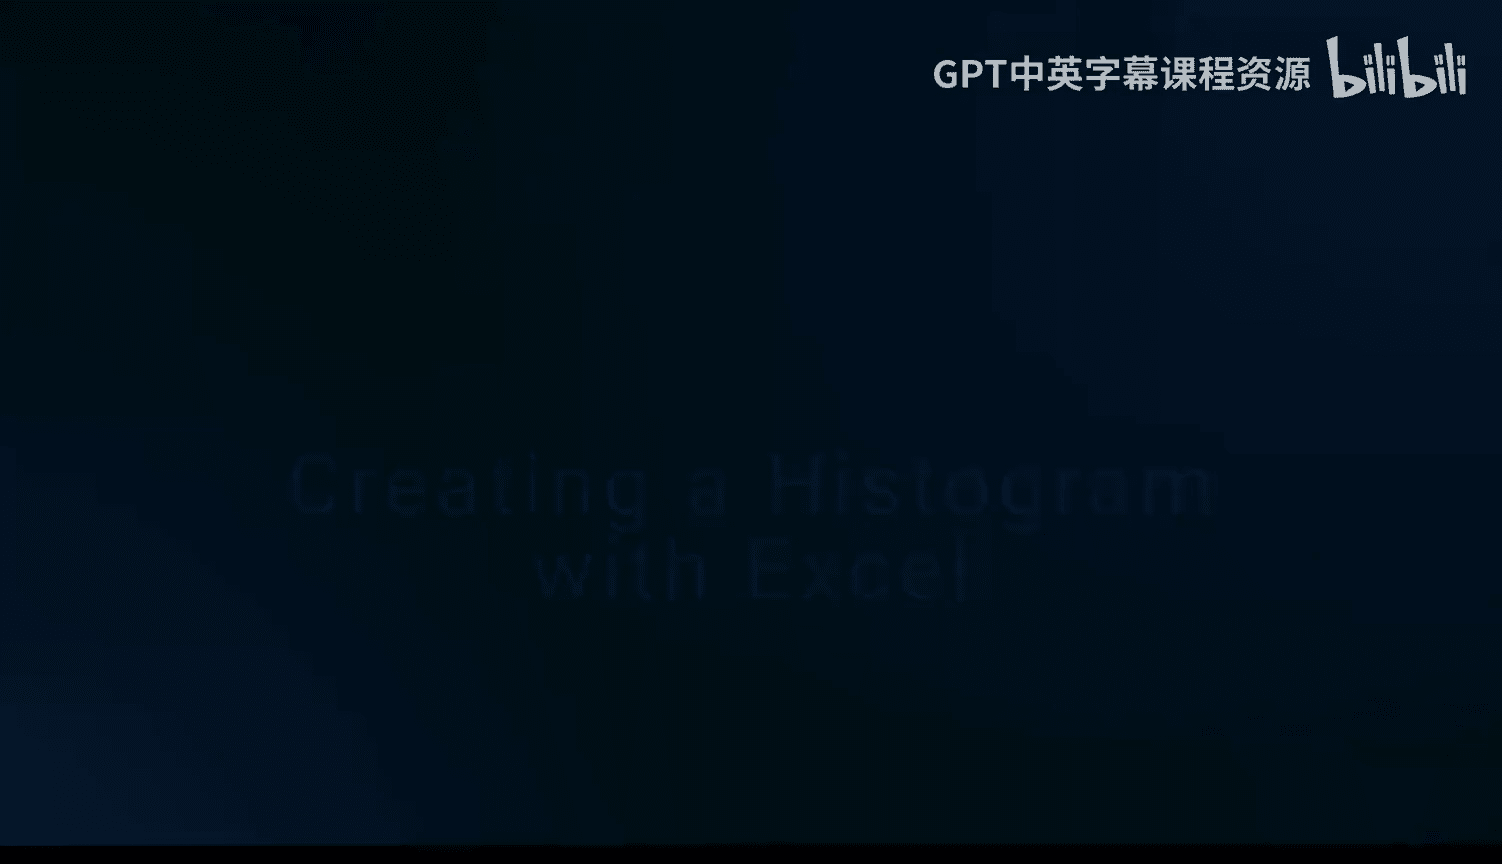 GPT中英字幕课程资源 bilibili
Creating a Histogram
with Excel